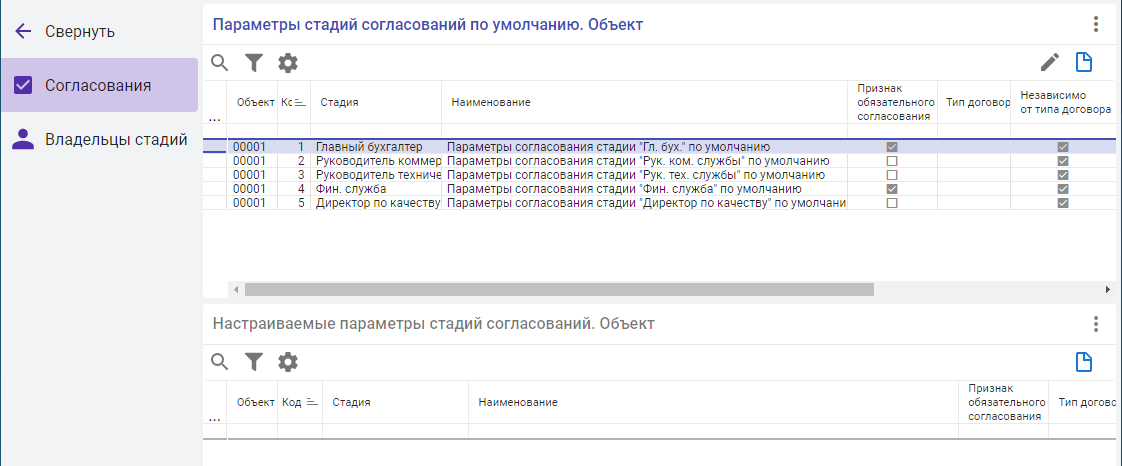 Свернуть
Согласования
Владельцы стадий
Параметры стадий согласований по умолчанию. Объект
... Объект Кс Стадия Наименование Признак обязательного согласования Тип договор Независимо от типа договора
00001 1 Главный бухгалтер Параметры согласования стадии "Гл. бух." по умолчанию
00001 2 Руководитель коммер Параметры согласования стадии "Рук. ком. службы" по умолчанию
00001 3 Руководитель техниче Параметры согласования стадии "Рук. тех. службы" по умолчанию
00001 4 Фин. служба Параметры согласования стадии "Фин. служба" по умолчанию
00001 5 Директор по качеству Параметры согласования стадии "Директор по качеству" по умолчани
Настраиваемые параметры стадий согласований. Объект
... Объект Код Стадия Наименование Признак обязательного согласования Тип догово